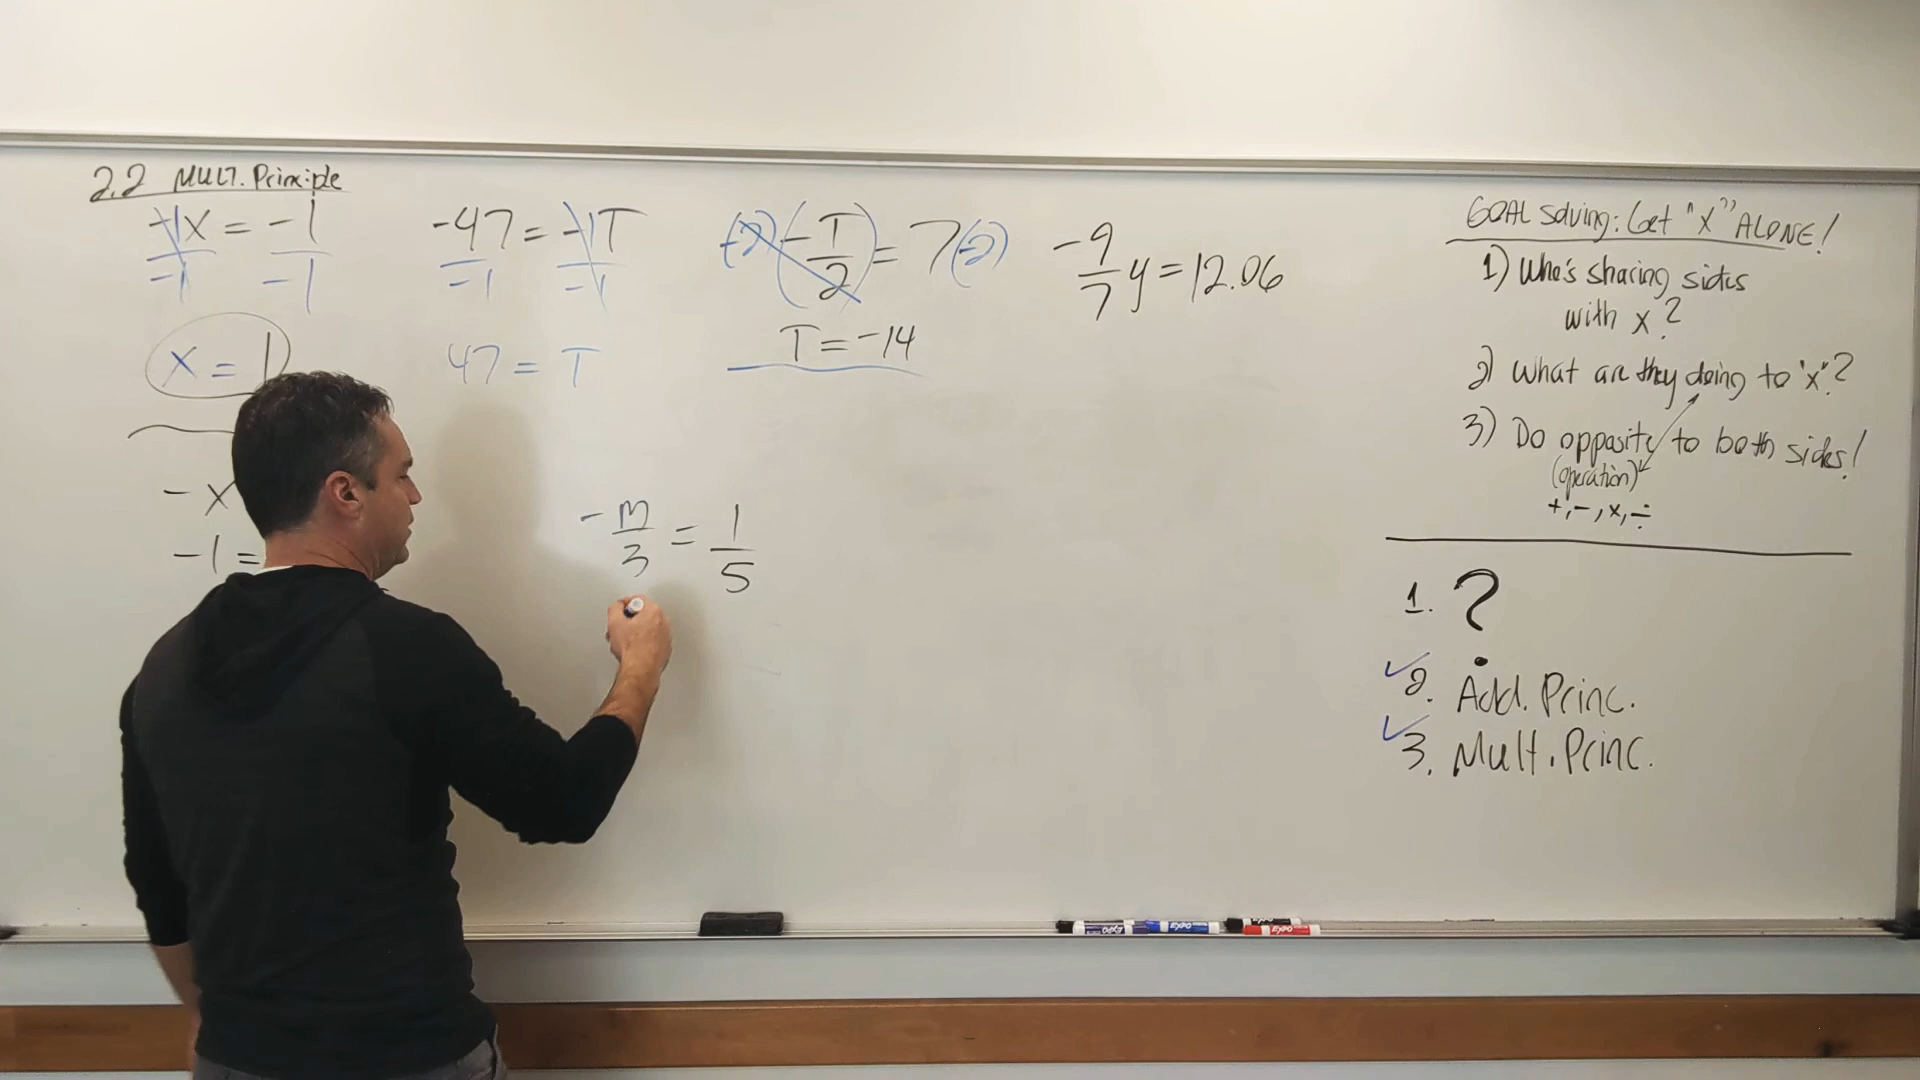 2.2 MULT. Principle
-1x = -1
-1 -1
x = 1
-x
-1 =
-47 = -1T
-1 -1
47 = T
(-2)(-T/2) = 7(-2)
T = -14
-9/7 y = 12.06
-m/3 = 1/5
GOAL Solving: Get "X" ALONE!
1) Who's sharing sides
with x?
2) What are they doing to "x"?
3) Do opposite to both sides!
(operation)
+, -, x, ÷
1. ?
✓2. Add. Princ.
✓3. Mult. Princ.
EXPO
EXPO
EXPO